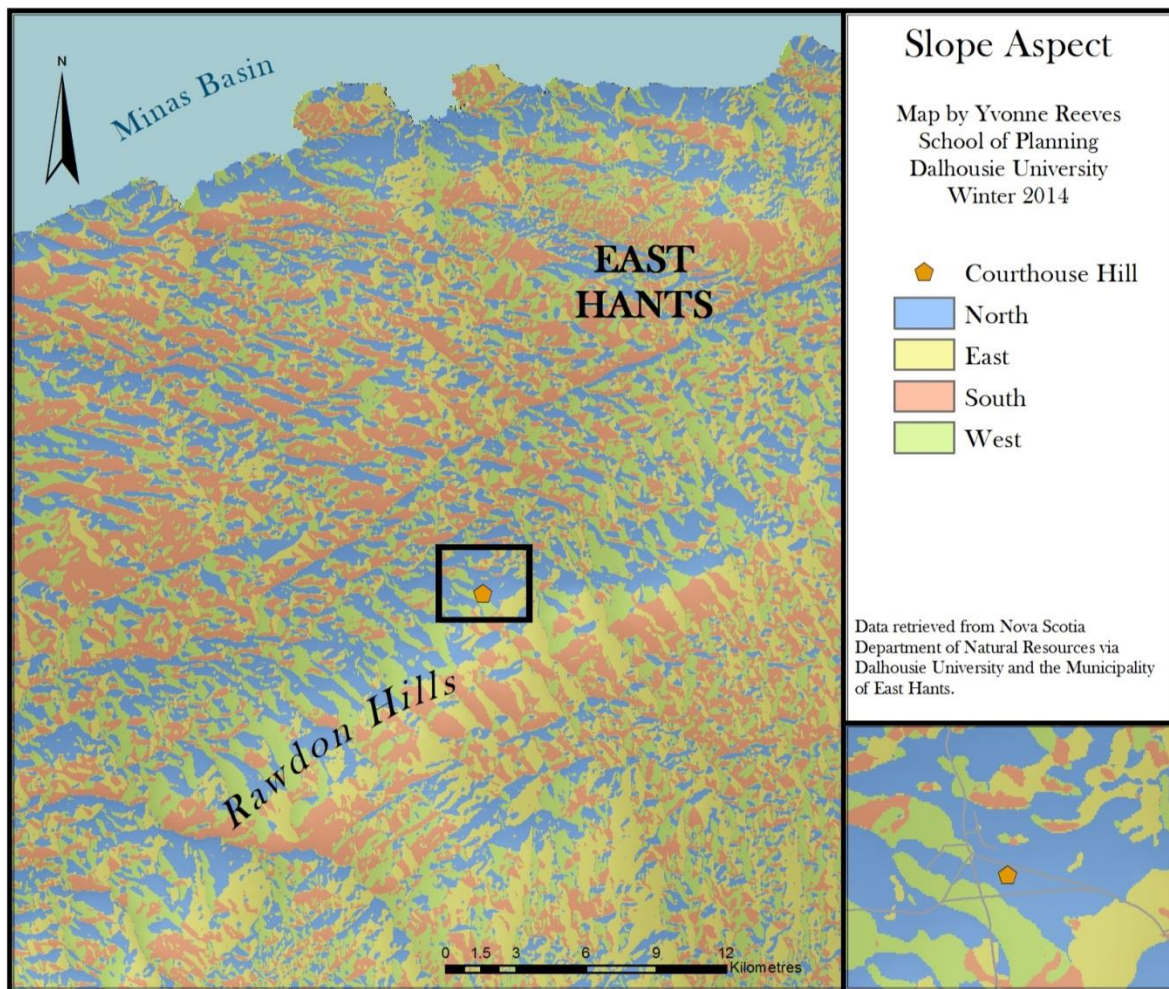 N
Minas Basin
EAST
HANTS
Rawdon Hills
0 1.5 3 6 9 12
Kilometres
Slope Aspect
Map by Yvonne Reeves
School of Planning
Dalhousie University
Winter 2014
Courthouse Hill
North
East
South
West
Data retrieved from Nova Scotia
Department of Natural Resources via
Dalhousie University and the Municipality
of East Hants.